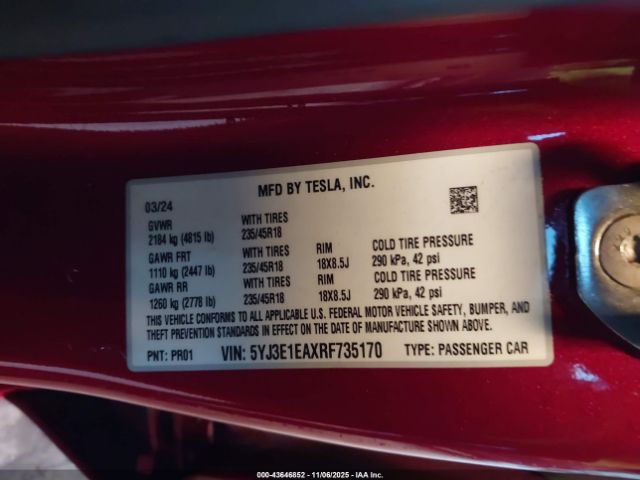 MFD BY TESLA, INC.
03/24
GVWR WITH TIRES
2184 kg (4815 lb) 235/45R18
GAWR FRT WITH TIRES RIM COLD TIRE PRESSURE
1110 kg (2447 lb) 235/45R18 18X8.5J 290 kPa, 42 psi
GAWR RR WITH TIRES RIM COLD TIRE PRESSURE
1260 kg (2778 lb) 235/45R18 18X8.5J 290 kPa, 42 psi
THIS VEHICLE CONFORMS TO ALL APPLICABLE U.S. FEDERAL MOTOR VEHICLE SAFETY, BUMPER, AND
THEFT PREVENTION STANDARDS IN EFFECT ON THE DATE OF MANUFACTURE SHOWN ABOVE.
PNT: PR01 VIN: 5YJ3E1EAXRF735170 TYPE: PASSENGER CAR
000-43646852 - 11/06/2025 - IAA Inc.